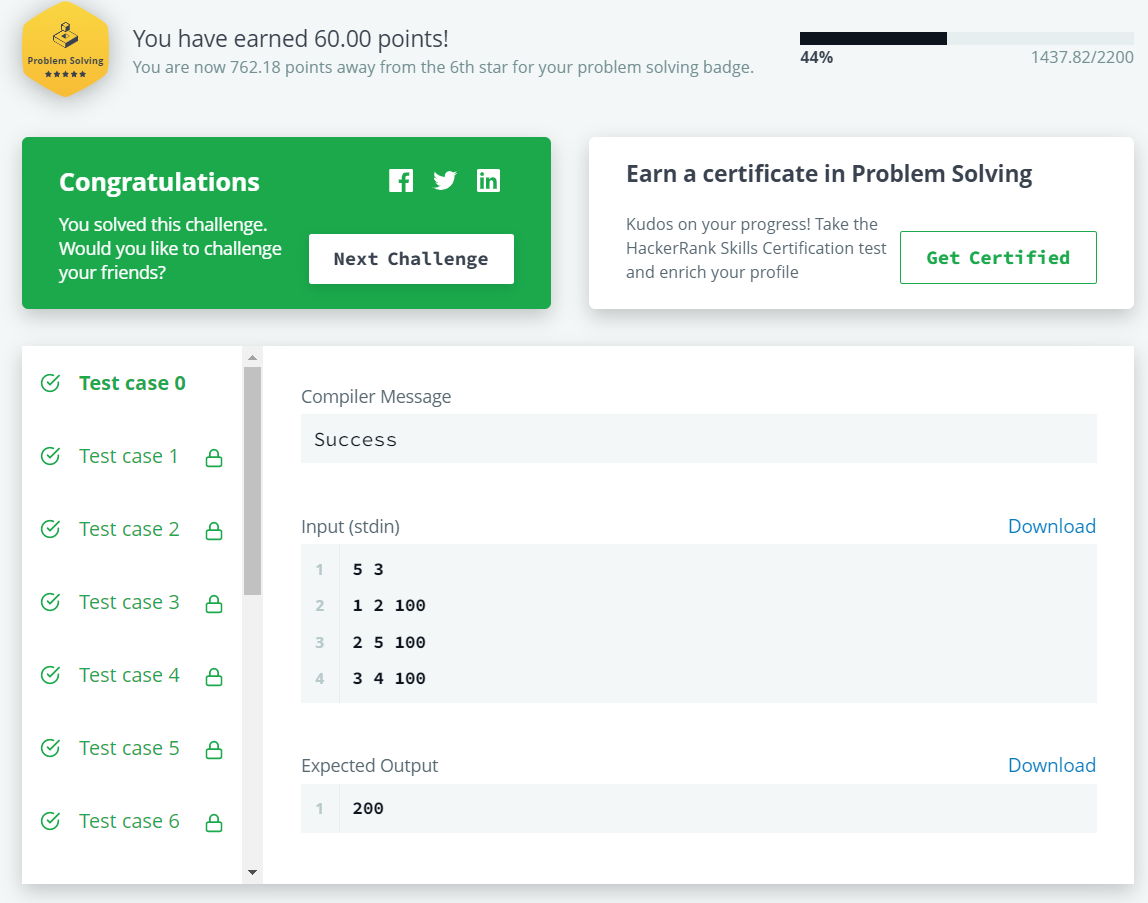 Problem Solving
★★★★★
You have earned 60.00 points!
You are now 762.18 points away from the 6th star for your problem solving badge.
44%
1437.82/2200
Congratulations
You solved this challenge.
Would you like to challenge
your friends?
Next Challenge
Earn a certificate in Problem Solving
Kudos on your progress! Take the
HackerRank Skills Certification test
and enrich your profile
Get Certified
Test case 0
Test case 1
Test case 2
Test case 3
Test case 4
Test case 5
Test case 6
Compiler Message
Success
Input (stdin)
Download
1 5 3
2 1 2 100
3 2 5 100
4 3 4 100
Expected Output
Download
1 200